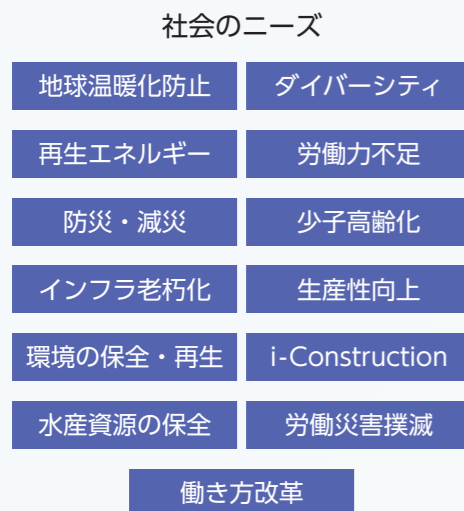 社会のニーズ
地球温暖化防止
ダイバーシティ
再生エネルギー
労働力不足
防災・減災
少子高齢化
インフラ老朽化
生産性向上
環境の保全・再生
i-Construction
水産資源の保全
労働災害撲滅
働き方改革